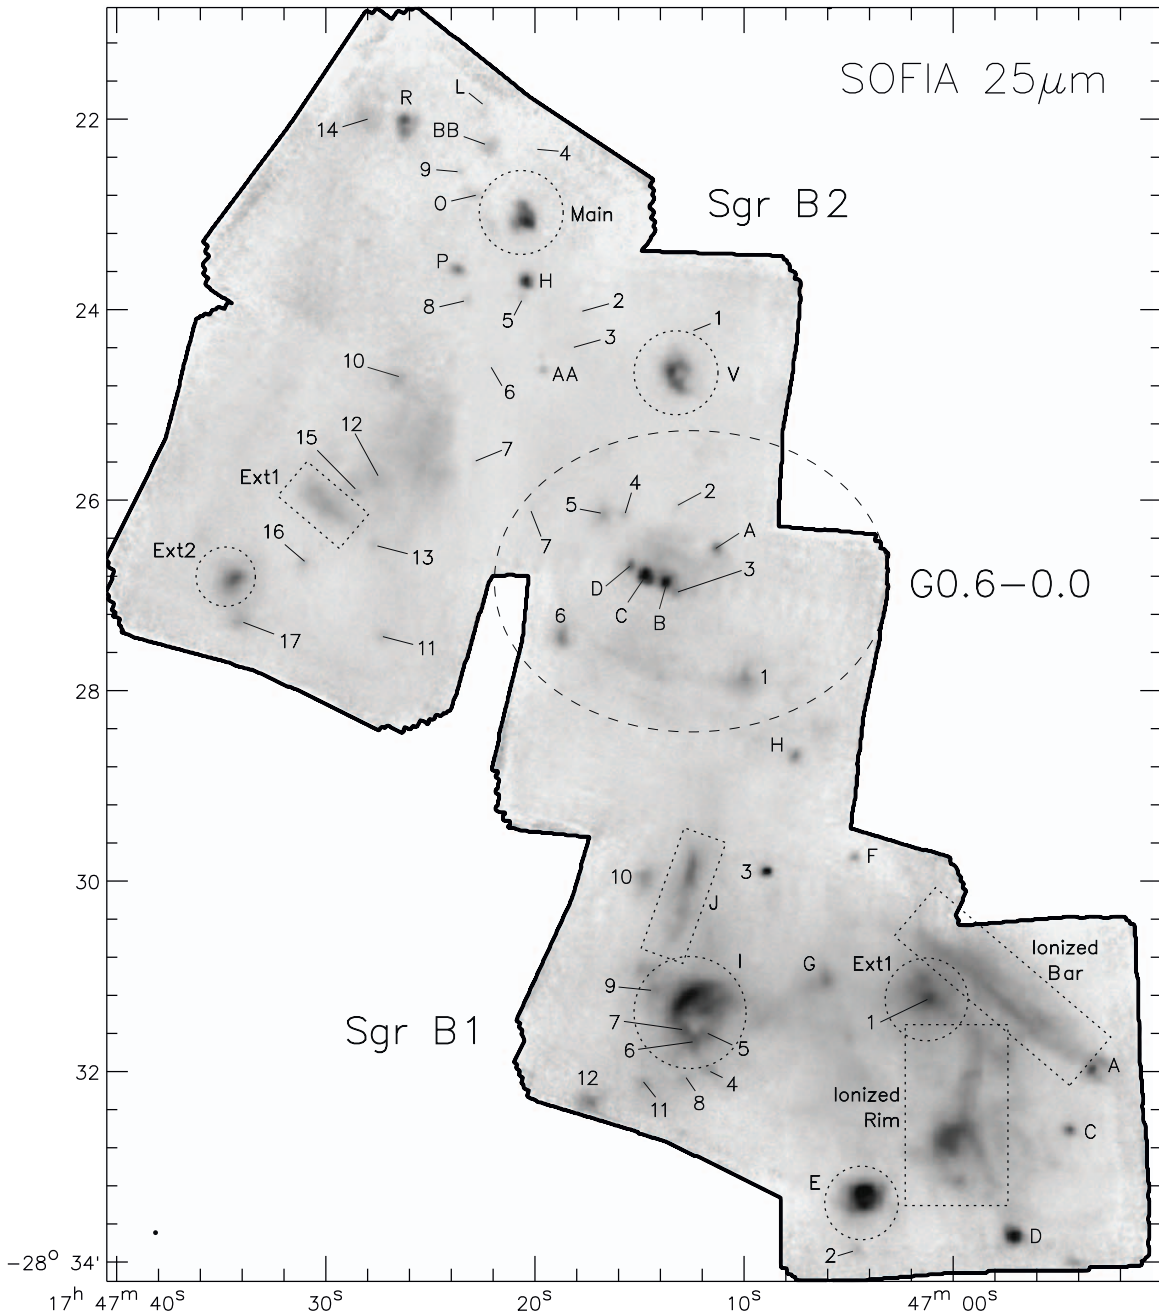 SOFIA 25μm
L
R
22
14
BB
4
9
Sgr B2
0
Main
P
H
8
24
5
2
1
3
10
AA
V
6
12
15
7
Ext1
26
4
2
5
A
16
Ext2
13
7
3
D
G0.6−0.0
C
B
6
17
11
1
28
H
F
30
10
3
J
Ionized
Bar
I
G
Ext1
9
1
7
Sgr B1
6
5
32
12
4
A
11
8
Ionized
Rim
C
E
D
2
−28° 34'
17h 47m 40s
30s
20s
10s
47m 00s